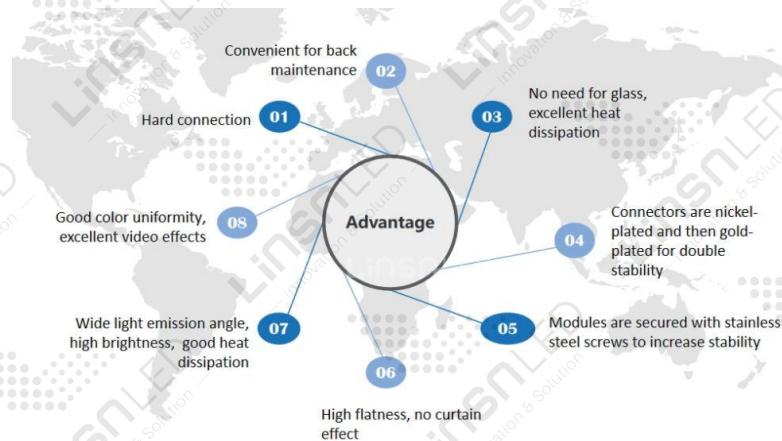 Convenient for back
maintenance
02
Hard connection
01
03
No need for glass,
excellent heat
dissipation
Good color uniformity,
excellent video effects
08
Advantage
04
Connectors are nickel-
plated and then gold-
plated for double
stability
Wide light emission angle,
high brightness, good heat
dissipation
07
05
Modules are secured with stainless
steel screws to increase stability
06
High flatness, no curtain
effect
LinsnLED
Innovation & Solution